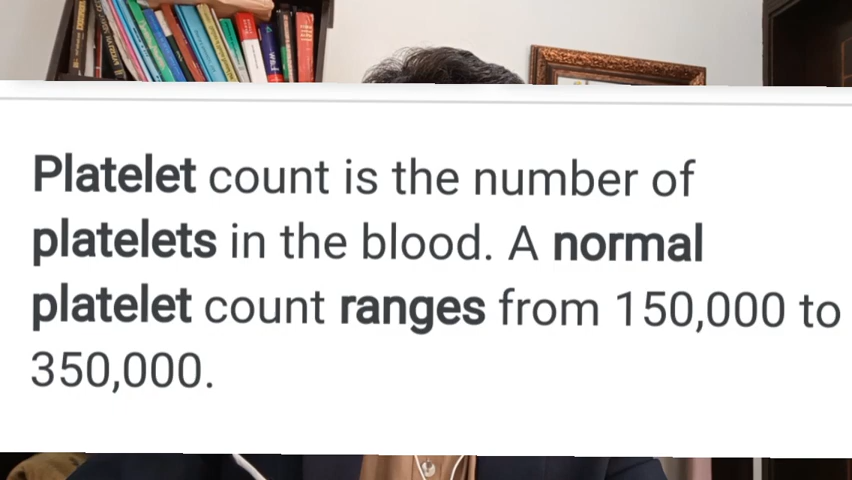 Platelet count is the number of
platelets in the blood. A normal
platelet count ranges from 150,000 to
350,000.